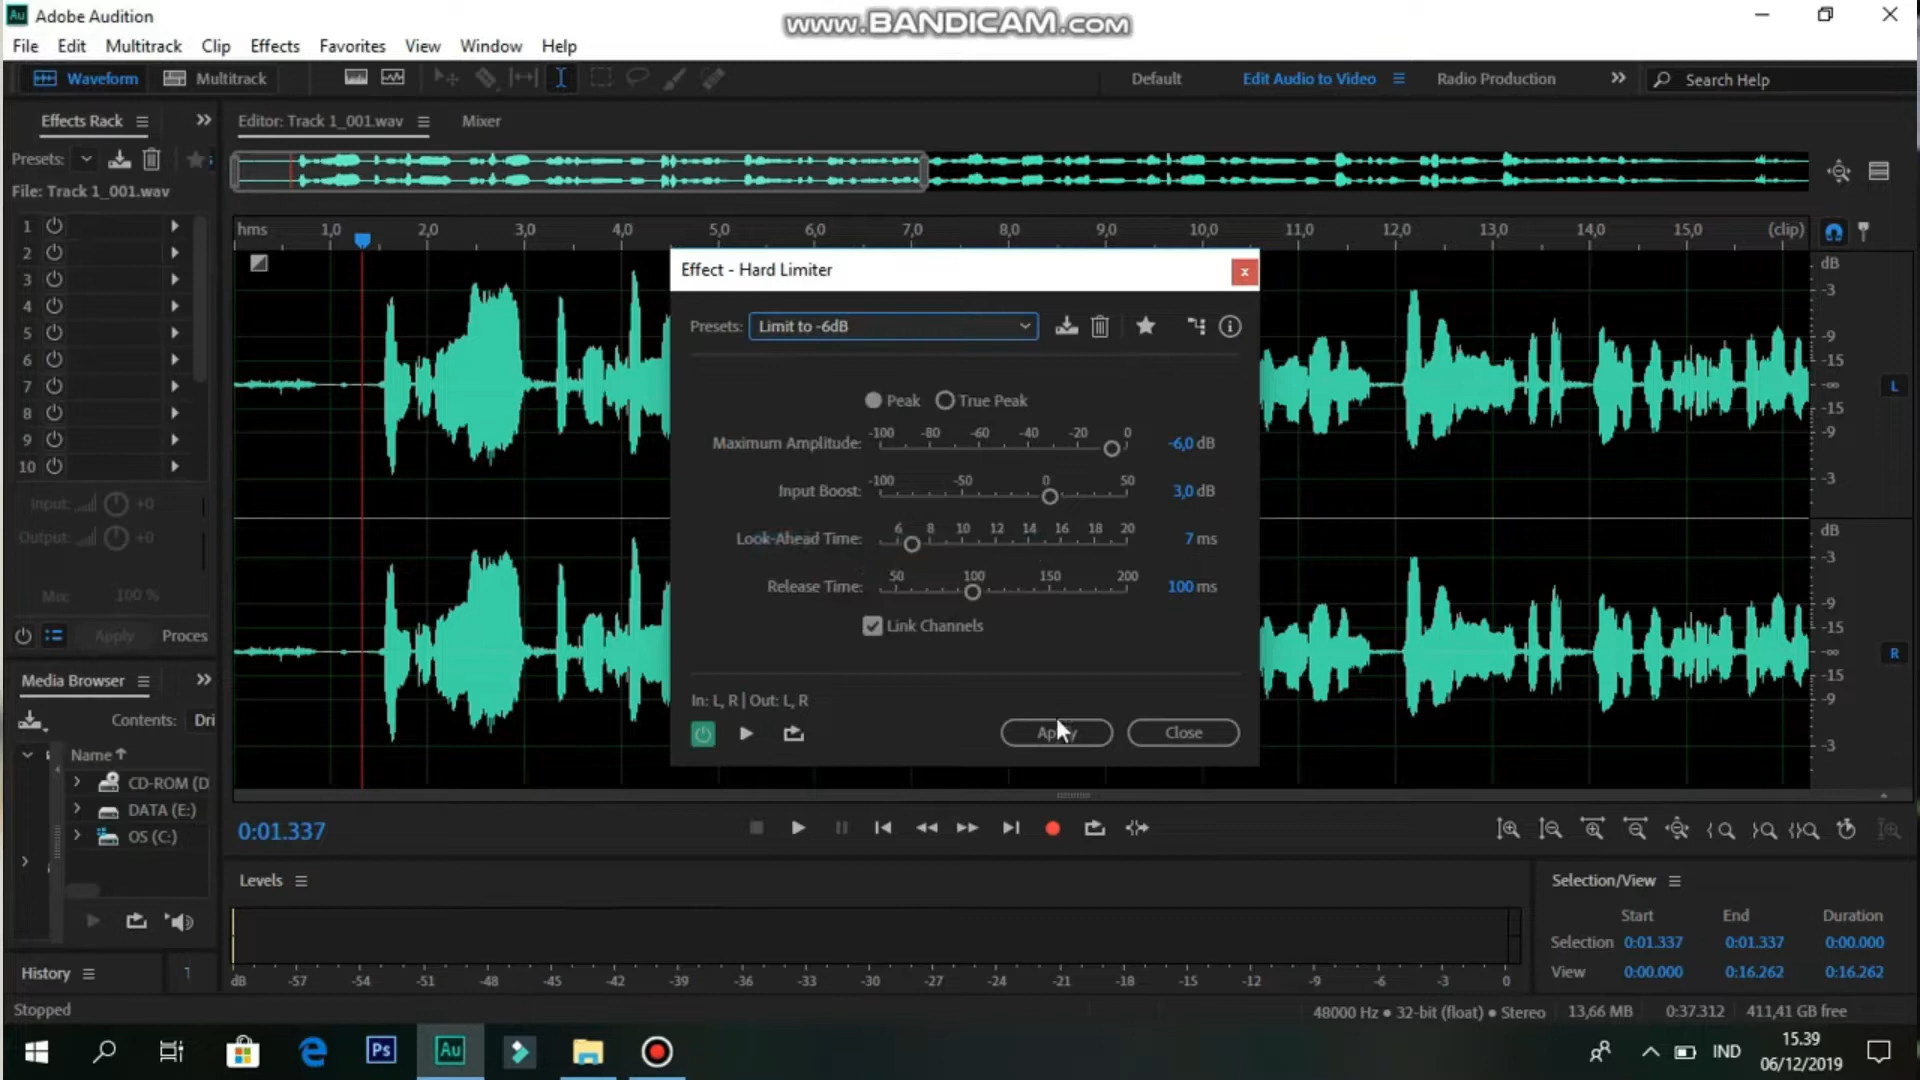 Au Adobe Audition
www.BANDICAM.com
File Edit Multitrack Clip Effects Favorites View Window Help
Waveform Multitrack Default Edit Audio to Video Radio Production Search Help
Effects Rack Editor: Track 1_001.wav Mixer
Presets:
File: Track 1_001.wav
hms 1,0 2,0 3,0 4,0 5,0 6,0 7,0 8,0 9,0 10,0 11,0 12,0 13,0 14,0 15,0 (clip)
1
2
3
4
5
6
7
8
9
10
Input: +0
Output: +0
Mix: 100 %
Apply Proces
dB
-3
-9
-15
-∞
-15
-9
-3
L
dB
-3
-9
-15
-∞
-15
-9
-3
R
Effect - Hard Limiter x
Presets: Limit to -6dB
Peak True Peak
-100 -80 -60 -40 -20 0
Maximum Amplitude: -6,0 dB
-100 -50 0 50
Input Boost: 3,0 dB
6 8 10 12 14 16 18 20
Look-Ahead Time: 7 ms
50 100 150 200
Release Time: 100 ms
Link Channels
In: L, R | Out: L, R
Close
Media Browser
Contents: Dri
Name
CD-ROM (D
DATA (E:)
OS (C:)
0:01.337
Levels
dB -57 -54 -51 -48 -45 -42 -39 -36 -33 -30 -27 -24 -21 -18 -15 -12 -9 -6 -3 0
Selection/View
Start End Duration
Selection 0:01.337 0:01.337 0:00.000
View 0:00.000 0:16.262 0:16.262
History
Stopped
48000 Hz • 32-bit (float) • Stereo 13,66 MB 0:37.312 411,41 GB free
Ps Au
IND
15.39
06/12/2019